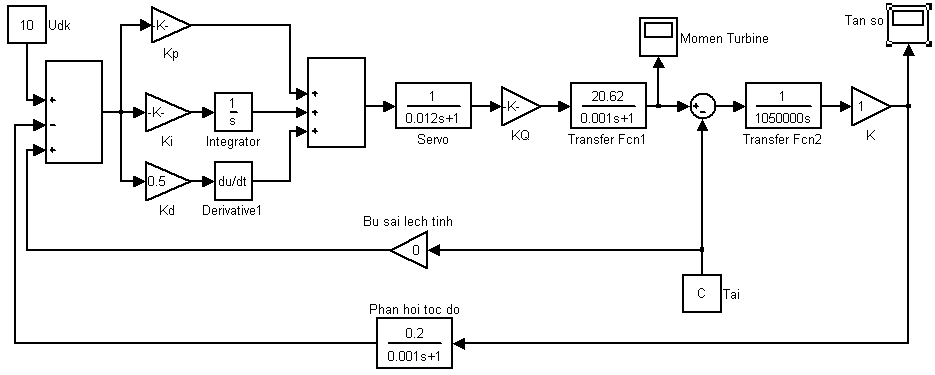 10
Udk
-K-
Kp
-K-
Ki
1
s
Integrator
0.5
Kd
du/dt
Derivative1
1
0.012s+1
Servo
-K-
KQ
20.62
0.001s+1
Transfer Fcn1
Momen Turbine
1
1050000s
Transfer Fcn2
1
K
Tan so
Bu sai lech tinh
0
C
Tai
Phan hoi toc do
0.2
0.001s+1